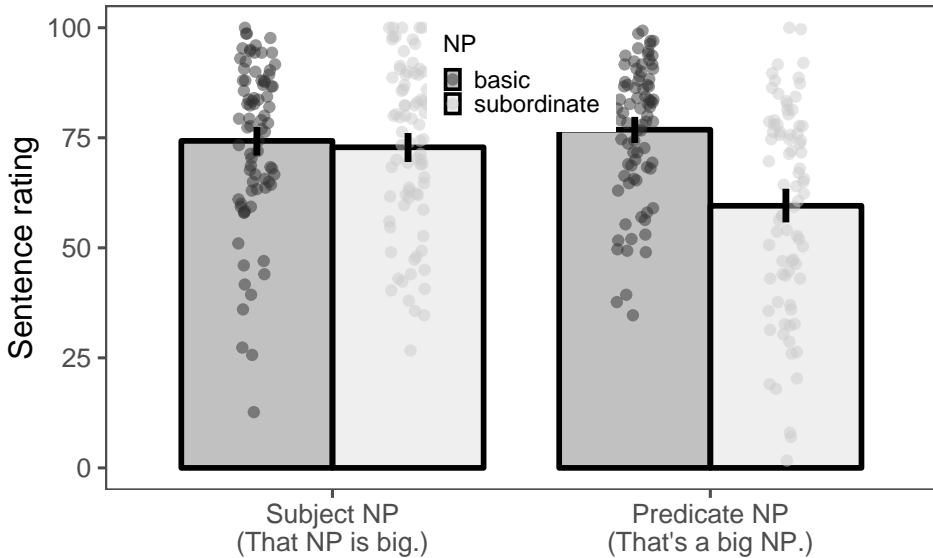 NP
basic
subordinate
100
75
50
25
0
Sentence rating
Subject NP
(That NP is big.)
Predicate NP
(That's a big NP.)